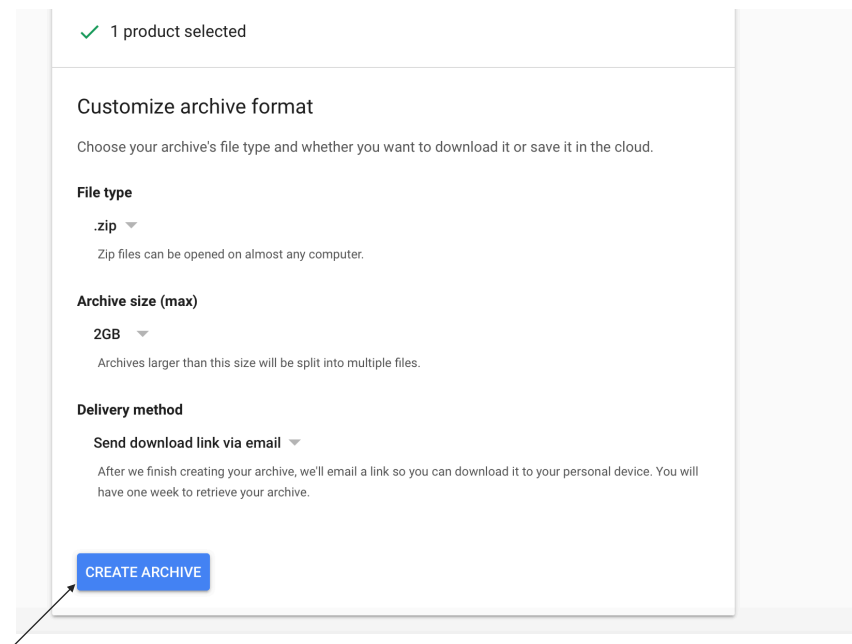 1 product selected
Customize archive format
Choose your archive's file type and whether you want to download it or save it in the cloud.
File type
.zip
Zip files can be opened on almost any computer.
Archive size (max)
2GB
Archives larger than this size will be split into multiple files.
Delivery method
Send download link via email
After we finish creating your archive, we'll email a link so you can download it to your personal device. You will
have one week to retrieve your archive.
CREATE ARCHIVE